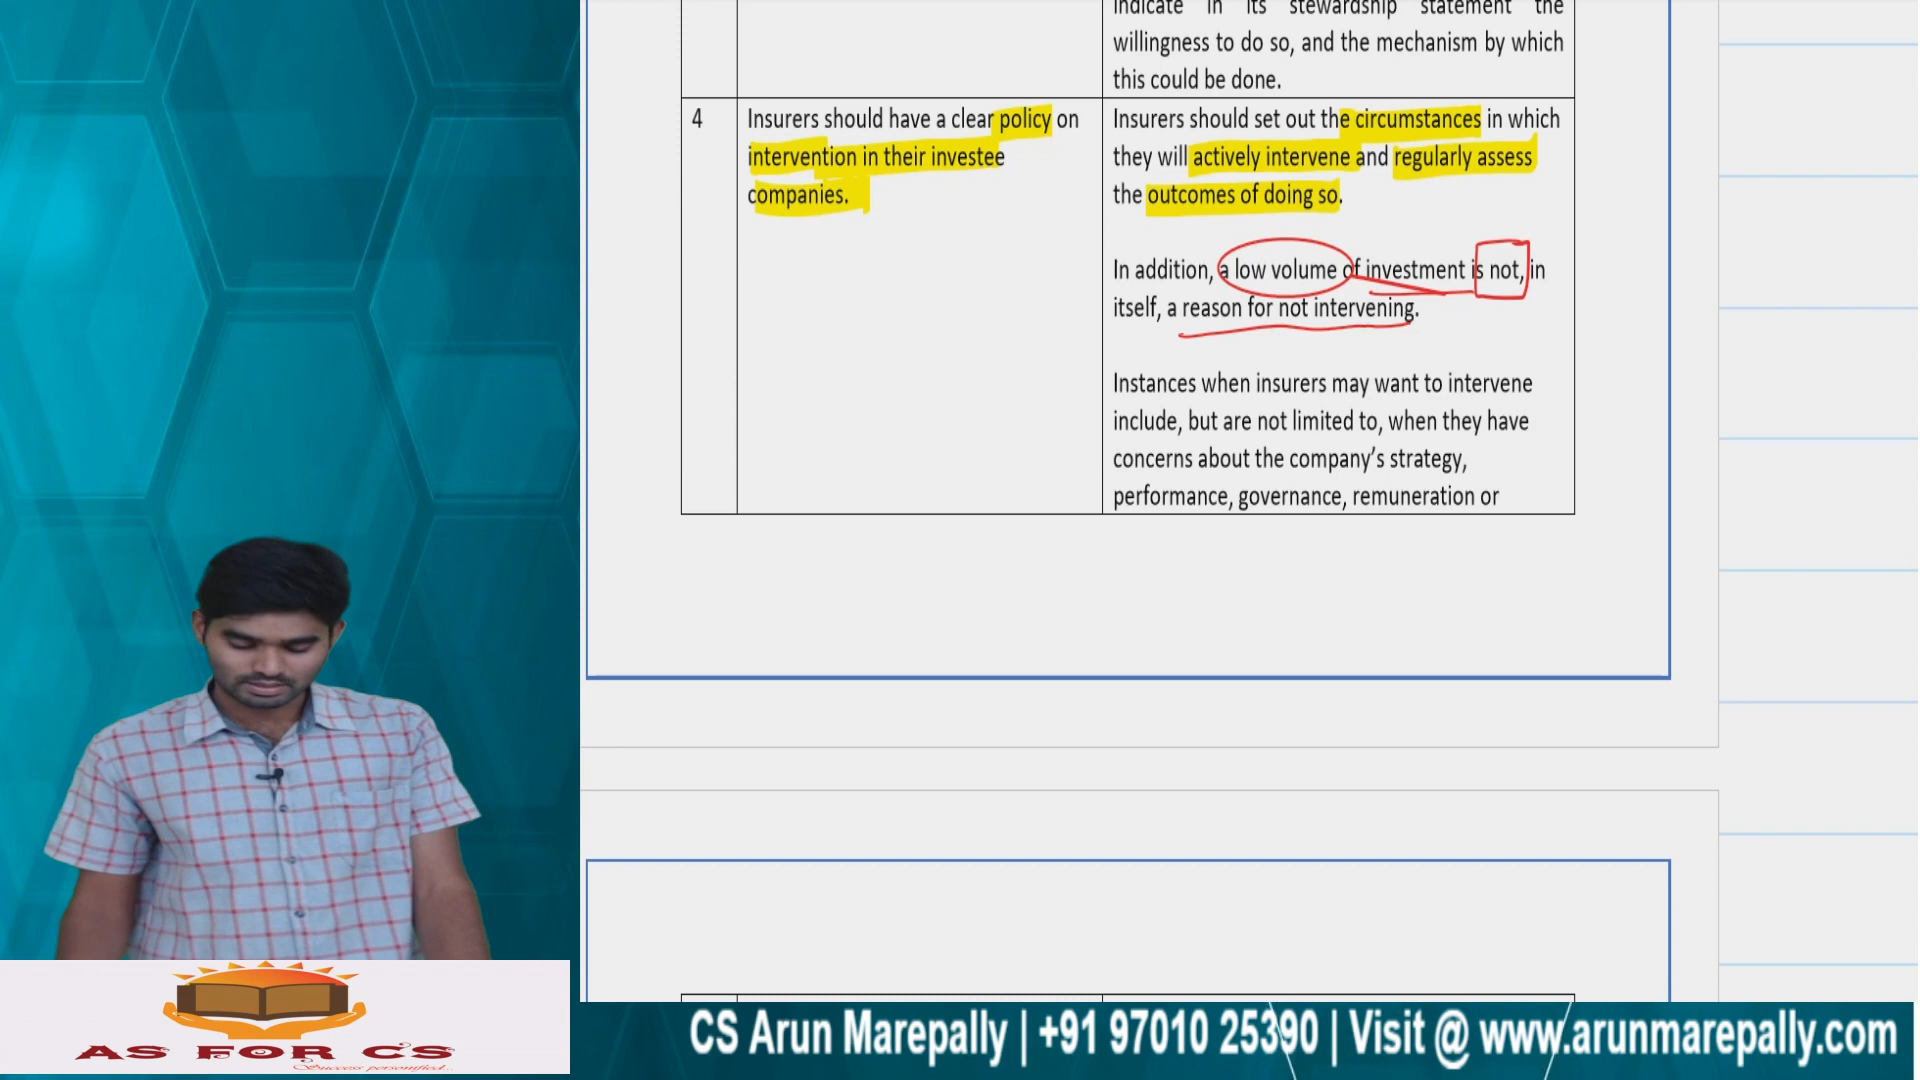 indicate in its stewardship statement the
willingness to do so, and the mechanism by which
this could be done.
4
Insurers should have a clear policy on
intervention in their investee
companies.
Insurers should set out the circumstances in which
they will actively intervene and regularly assess
the outcomes of doing so.
In addition, a low volume of investment is not, in
itself, a reason for not intervening.
Instances when insurers may want to intervene
include, but are not limited to, when they have
concerns about the company’s strategy,
performance, governance, remuneration or
AS FOR CS
Success personified...
CS Arun Marepally | +91 97010 25390 | Visit @ www.arunmarepally.com